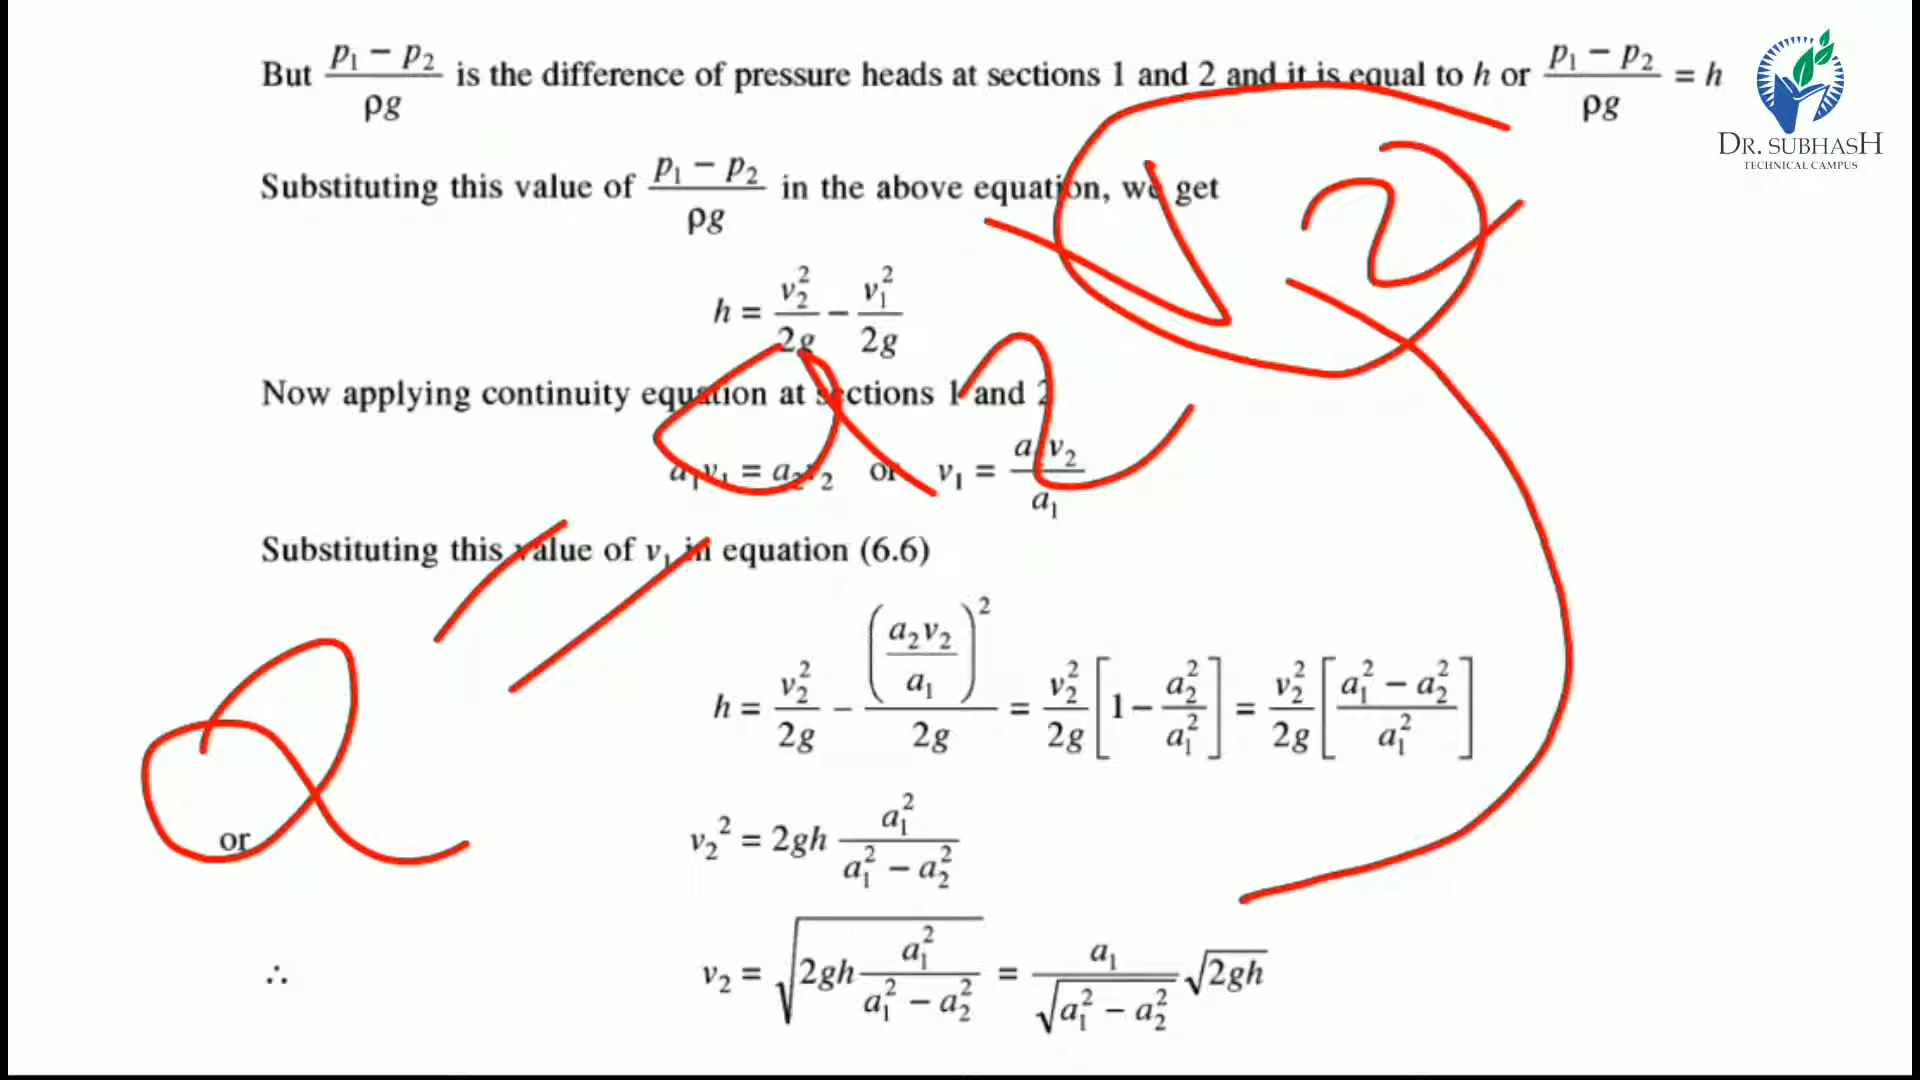 But (p₁ − p₂)/ρg is the difference of pressure heads at sections 1 and 2 and it is equal to h or (p₁ − p₂)/ρg = h
DR. SUBHASH
TECHNICAL CAMPUS
Substituting this value of (p₁ − p₂)/ρg in the above equation, we get
h = v₂²/2g − v₁²/2g
Now applying continuity equation at sections 1 and 2
a₁v₁ = a₂v₂ or v₁ = a₂v₂/a₁
Substituting this value of v₁ in equation (6.6)
h = v₂²/2g − (a₂v₂/a₁)²/2g = v₂²/2g [1 − a₂²/a₁²] = v₂²/2g [(a₁² − a₂²)/a₁²]
or v₂² = 2gh a₁²/(a₁² − a₂²)
∴ v₂ = √(2gh a₁²/(a₁² − a₂²)) = a₁/√(a₁² − a₂²) √2gh